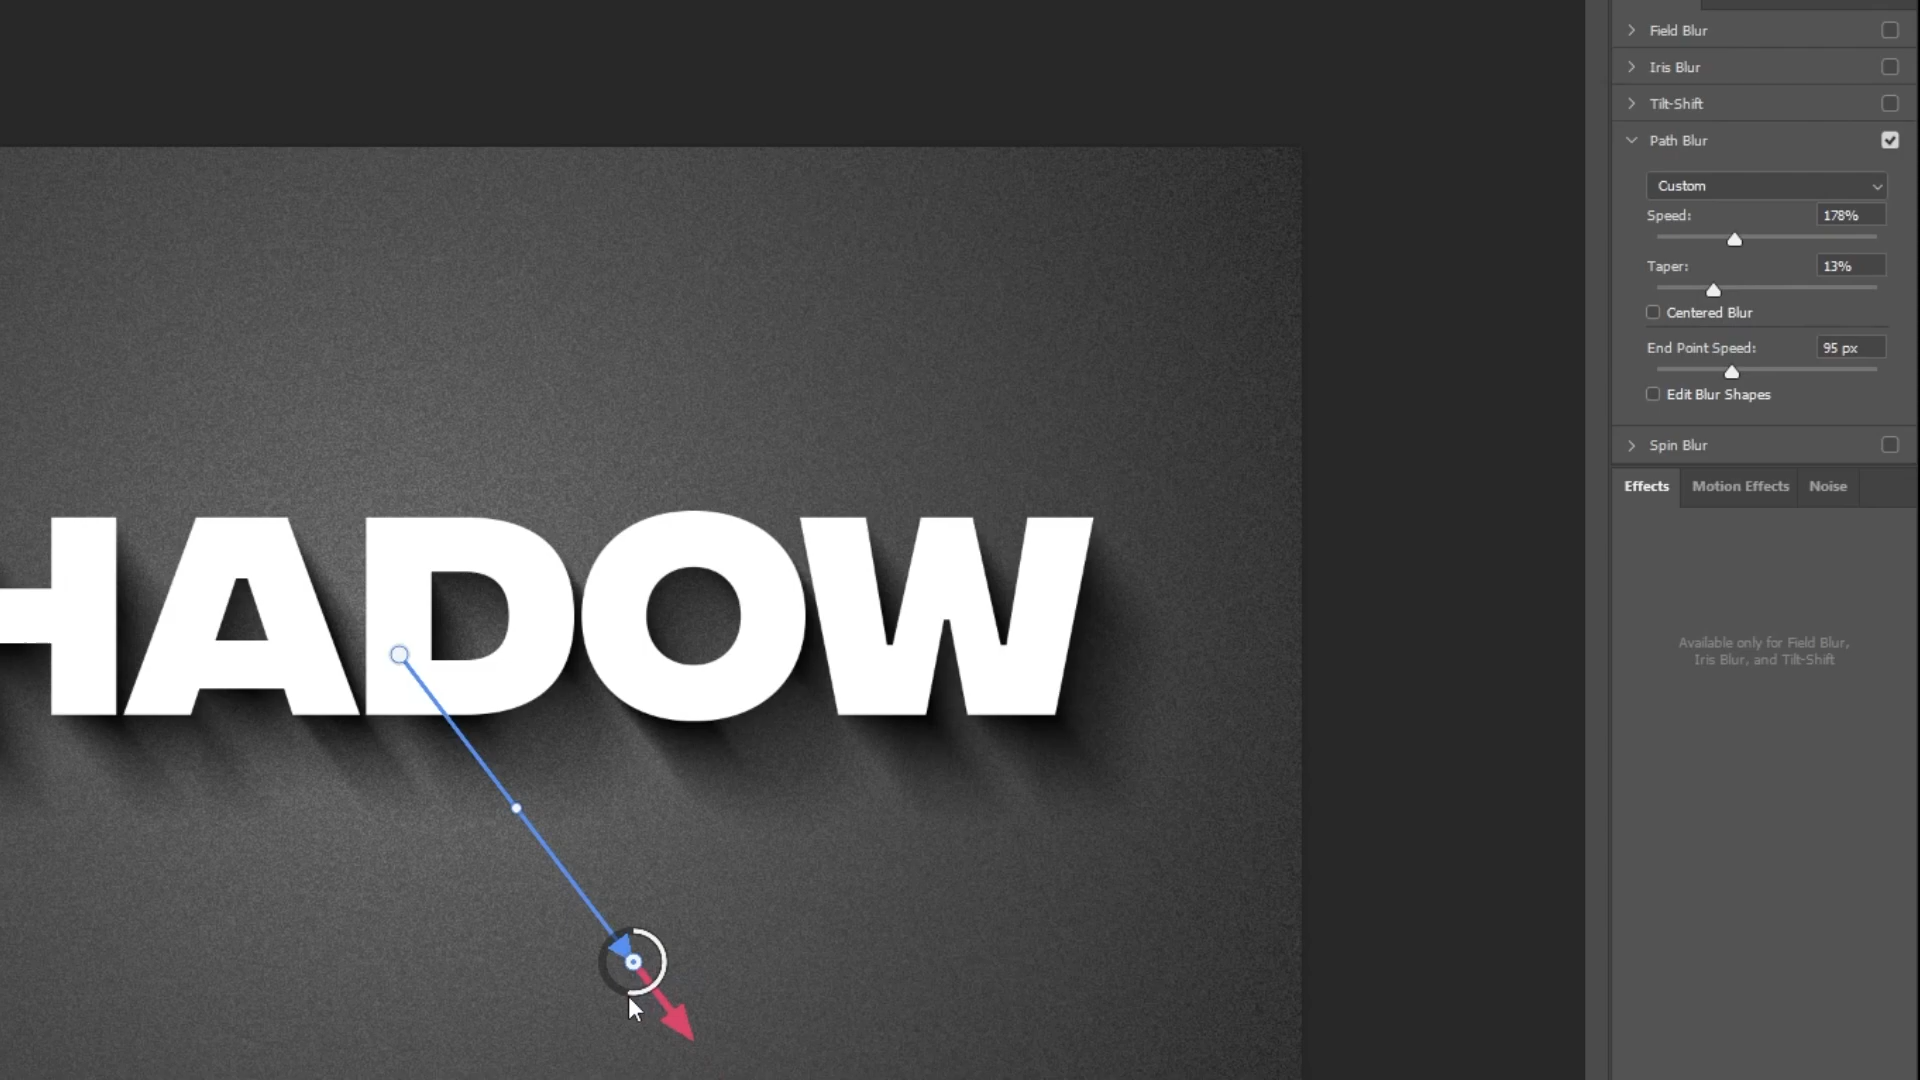 Field Blur
Iris Blur
Tilt-Shift
Path Blur
Custom
Speed: 178%
Taper: 13%
Centered Blur
End Point Speed: 95 px
Edit Blur Shapes
Spin Blur
Effects Motion Effects Noise
Available only for Field Blur,
Iris Blur, and Tilt-Shift
HADOW